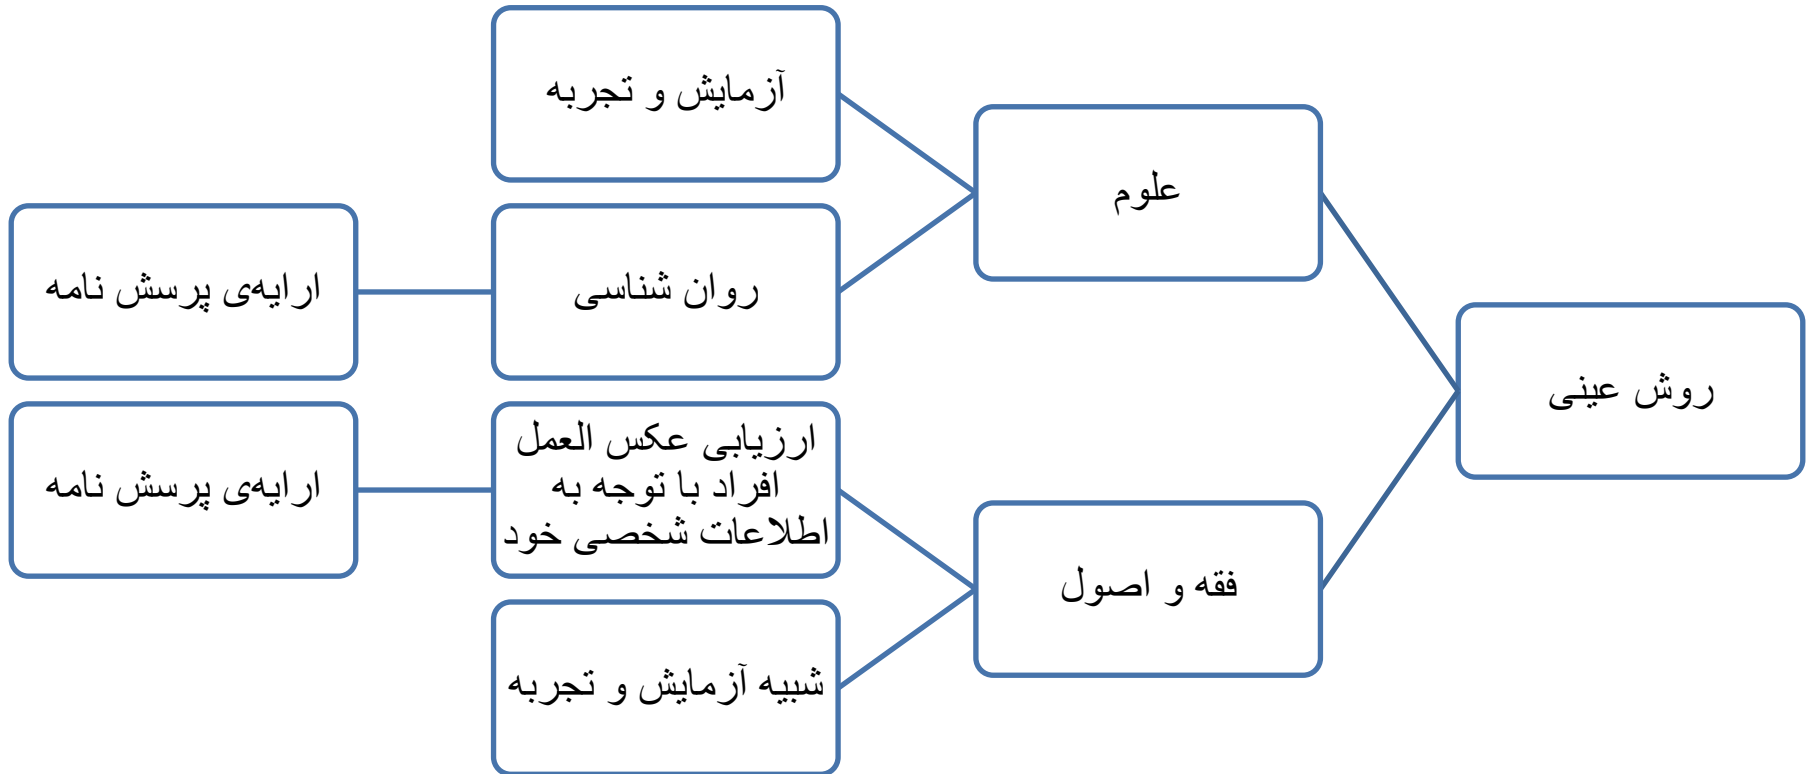 روش عینی
علوم
آزمایش و تجربه
روان شناسی
ارایه‌ی پرسش نامه
فقه و اصول
ارزیابی عکس العمل
افراد با توجه به
اطلاعات شخصی خود
ارایه‌ی پرسش نامه
شبیه آزمایش و تجربه